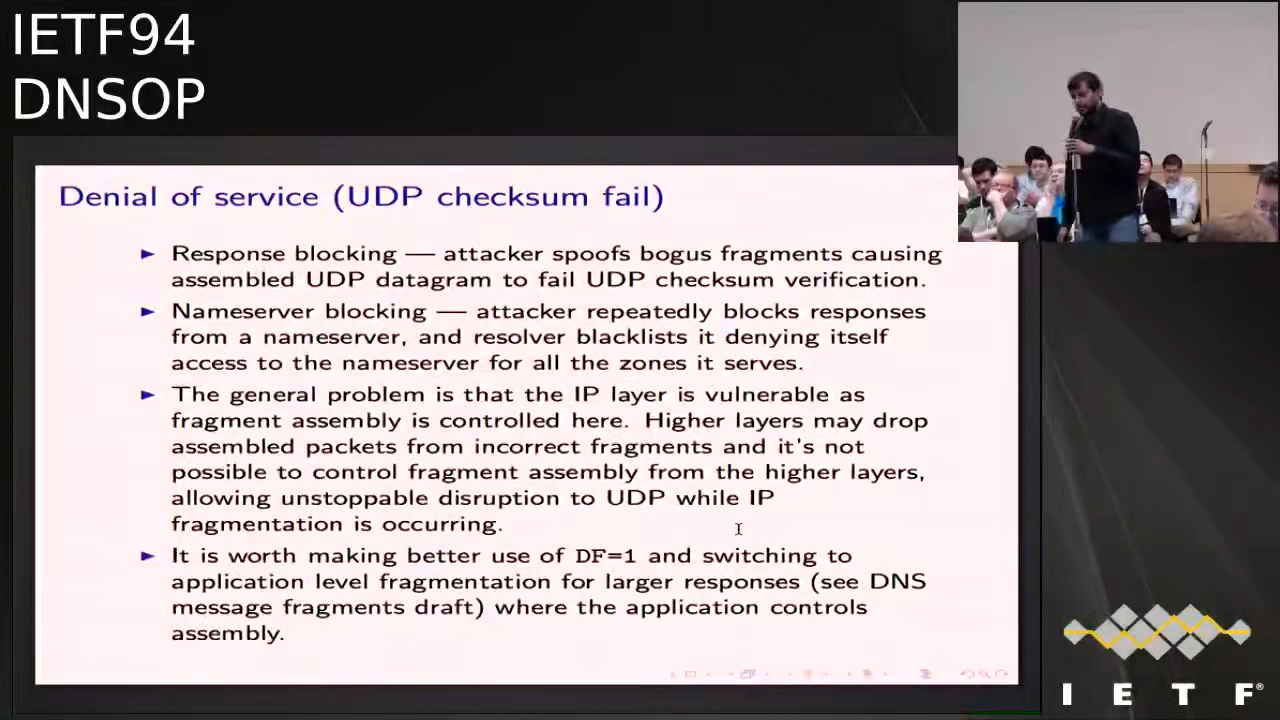 IETF94
DNSOP
Denial of service (UDP checksum fail)
► Response blocking — attacker spoofs bogus fragments causing
assembled UDP datagram to fail UDP checksum verification.
► Nameserver blocking — attacker repeatedly blocks responses
from a nameserver, and resolver blacklists it denying itself
access to the nameserver for all the zones it serves.
► The general problem is that the IP layer is vulnerable as
fragment assembly is controlled here. Higher layers may drop
assembled packets from incorrect fragments and it's not
possible to control fragment assembly from the higher layers,
allowing unstoppable disruption to UDP while IP
fragmentation is occurring.
► It is worth making better use of DF=1 and switching to
application level fragmentation for larger responses (see DNS
message fragments draft) where the application controls
assembly.
I E T F®